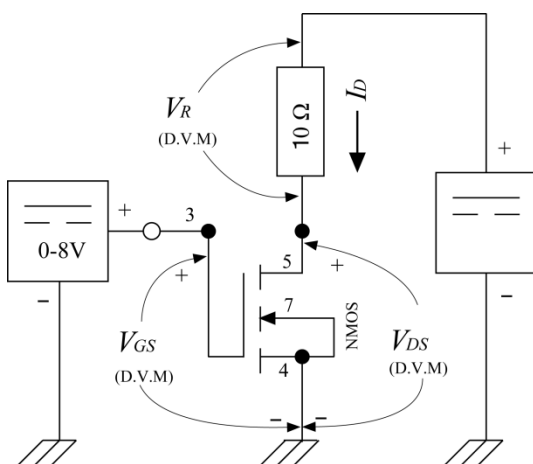 V_R
(D.V.M)
10 Ω
I_D
+
+
3
0-8V
+
5
+
7
NMOS
V_GS
(D.V.M)
4
V_DS
(D.V.M)
-
-
-
-